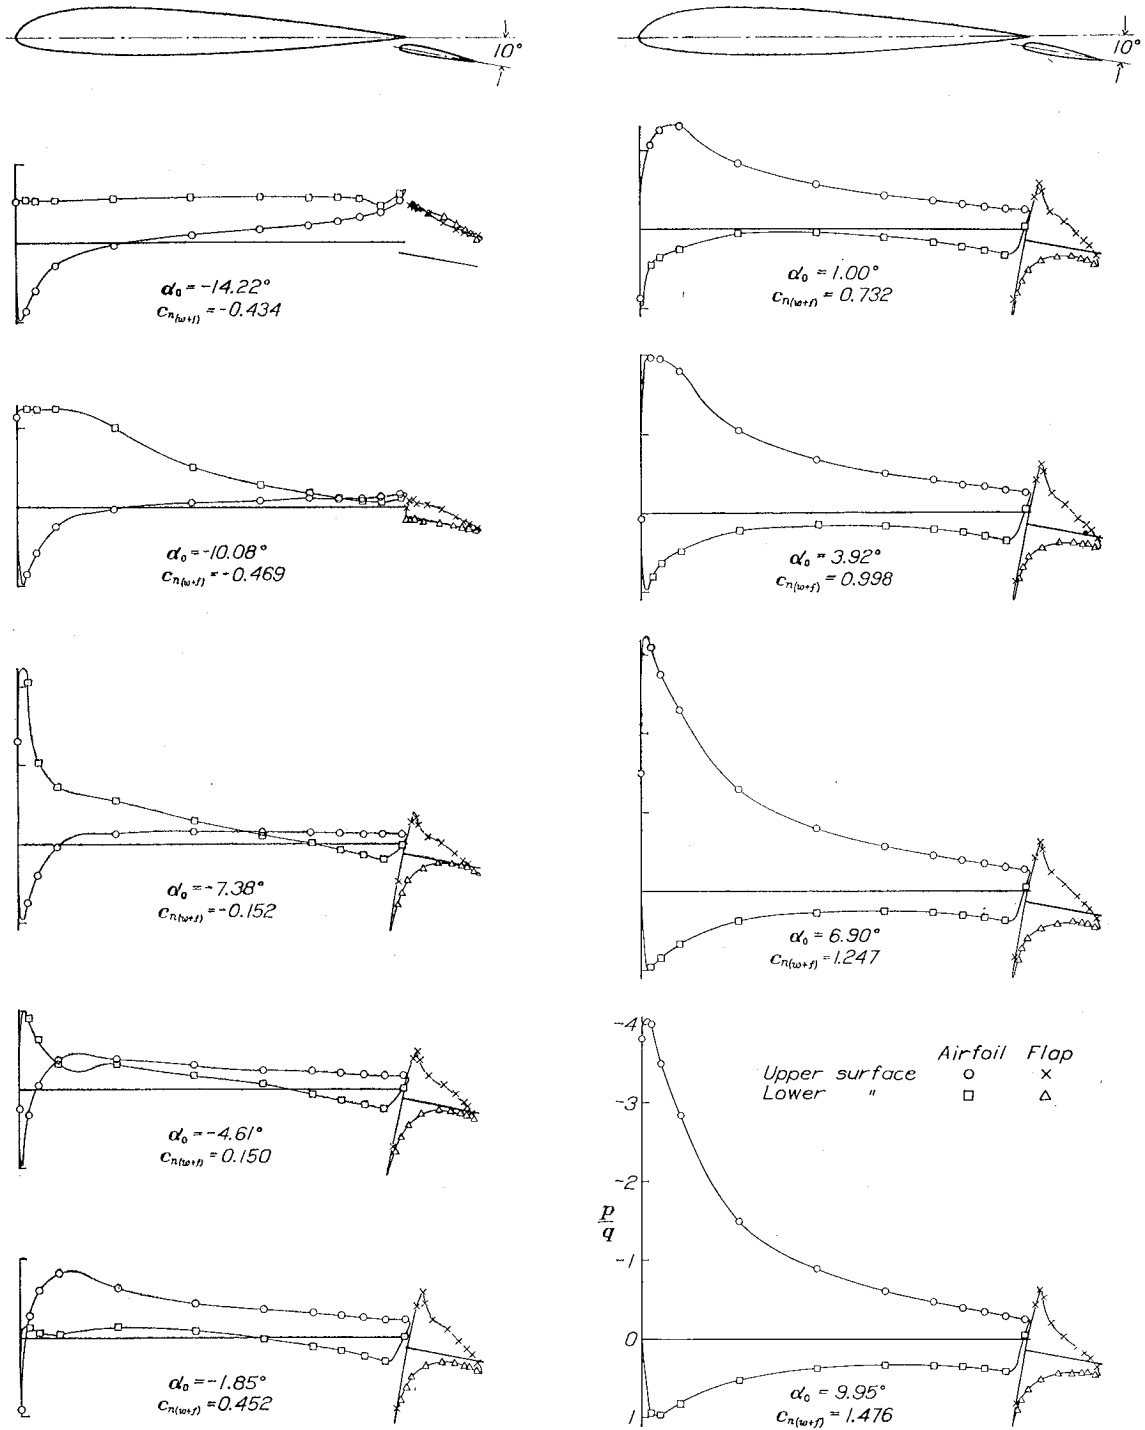 10°
10°
α₀ = -14.22°
cₙ₍w+f₎ = -0.434
α₀ = -10.08°
cₙ₍w+f₎ = -0.469
α₀ = -7.38°
cₙ₍w+f₎ = -0.152
α₀ = -4.61°
cₙ₍w+f₎ = 0.150
α₀ = -1.85°
cₙ₍w+f₎ = 0.452
α₀ = 1.00°
cₙ₍w+f₎ = 0.732
α₀ = 3.92°
cₙ₍w+f₎ = 0.998
α₀ = 6.90°
cₙ₍w+f₎ = 1.247
-4
Airfoil Flap
Upper surface ○ ×
Lower " □ △
-3
-2
p/q
-1
0
1
α₀ = 9.95°
cₙ₍w+f₎ = 1.476